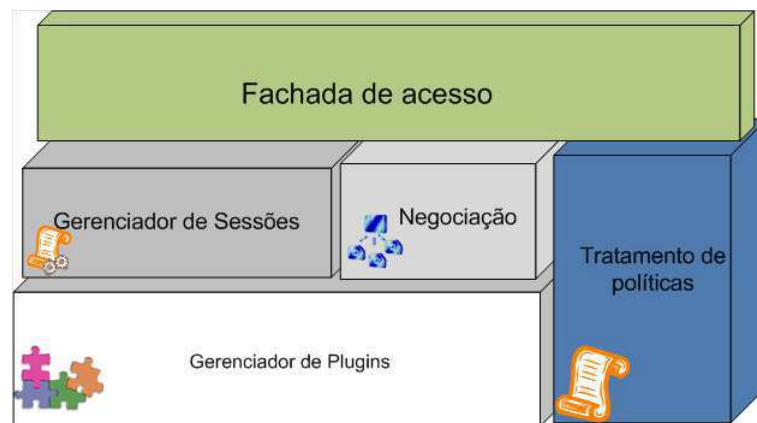 Fachada de acesso
Gerenciador de Sessões
Negociação
Tratamento de
políticas
Gerenciador de Plugins